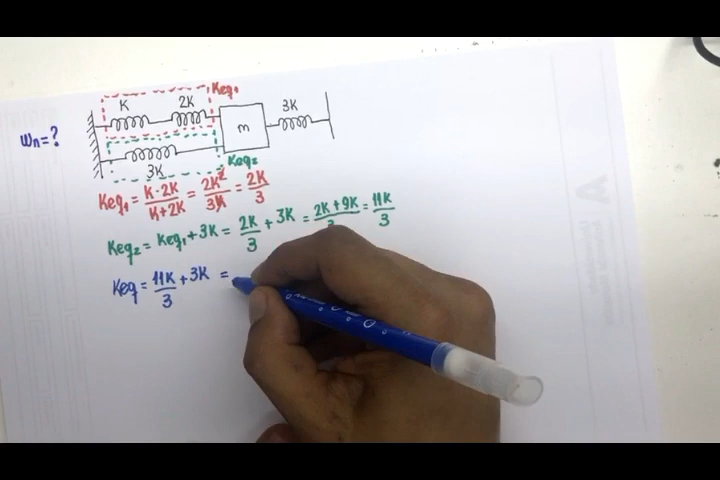 Keq₁
K 2K 3K
m
ωn = ?
3K Keq₂
Keq₁ = K·2K/K+2K = 2K²/3K = 2K/3
Keq₂ = Keq₁ + 3K = 2K/3 + 3K = 2K+9K/3 = 11K/3
Keq = 11K/3 + 3K =